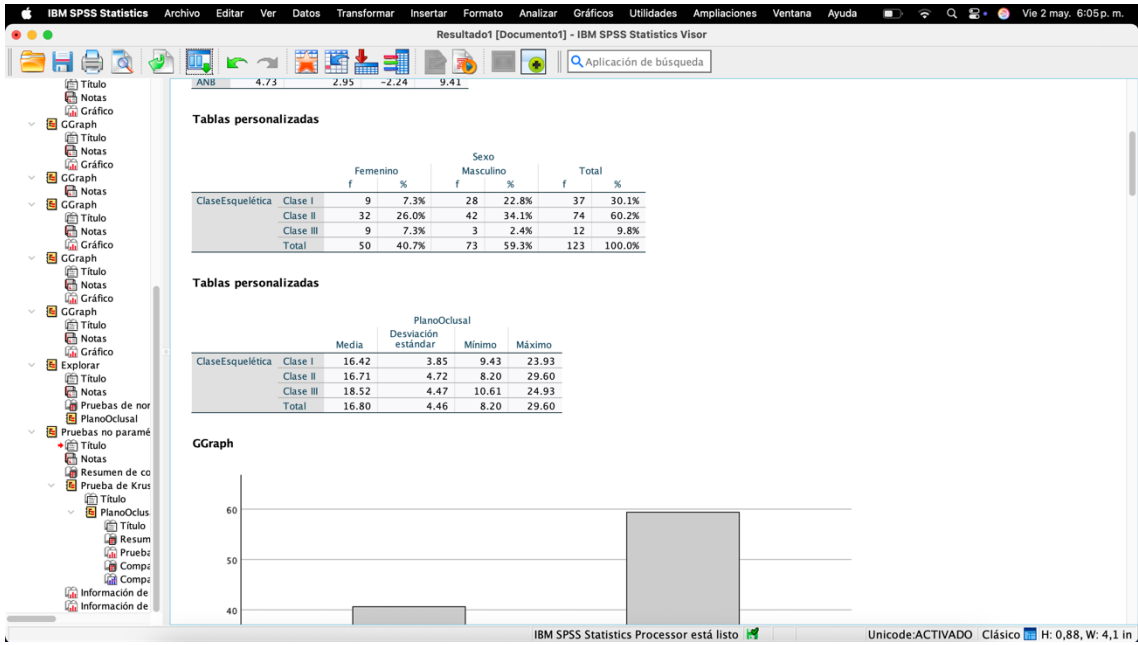 IBM SPSS Statistics Archivo Editar Ver Datos Transformar Insertar Formato Analizar Gráficos Utilidades Ampliaciones Ventana Ayuda Vie 2 may. 6:05 p. m.
Resultado1 [Documento1] - IBM SPSS Statistics Visor
Aplicación de búsqueda
Título
Notas
Gráfico
GGraph
Título
Notas
Gráfico
GGraph
Notas
GGraph
Título
Notas
Gráfico
GGraph
Título
Notas
Gráfico
GGraph
Título
Notas
Gráfico
Explorar
Título
Notas
Pruebas de nor
PlanoOclusal
Pruebas no paramé
Título
Notas
Resumen de co
Prueba de Krus
Título
PlanoOclus
Título
Resum
Prueba
Compa
Compa
Información de
Información de
ANB 4.73 2.95 -2.24 9.41
Tablas personalizadas
Sexo
Femenino Masculino Total
f % f % f %
ClaseEsquelética Clase I 9 7.3% 28 22.8% 37 30.1%
Clase II 32 26.0% 42 34.1% 74 60.2%
Clase III 9 7.3% 3 2.4% 12 9.8%
Total 50 40.7% 73 59.3% 123 100.0%
Tablas personalizadas
PlanoOclusal
Media Desviación estándar Mínimo Máximo
ClaseEsquelética Clase I 16.42 3.85 9.43 23.93
Clase II 16.71 4.72 8.20 29.60
Clase III 18.52 4.47 10.61 24.93
Total 16.80 4.46 8.20 29.60
GGraph
60
50
40
IBM SPSS Statistics Processor está listo Unicode:ACTIVADO Clásico H: 0,88, W: 4,1 in